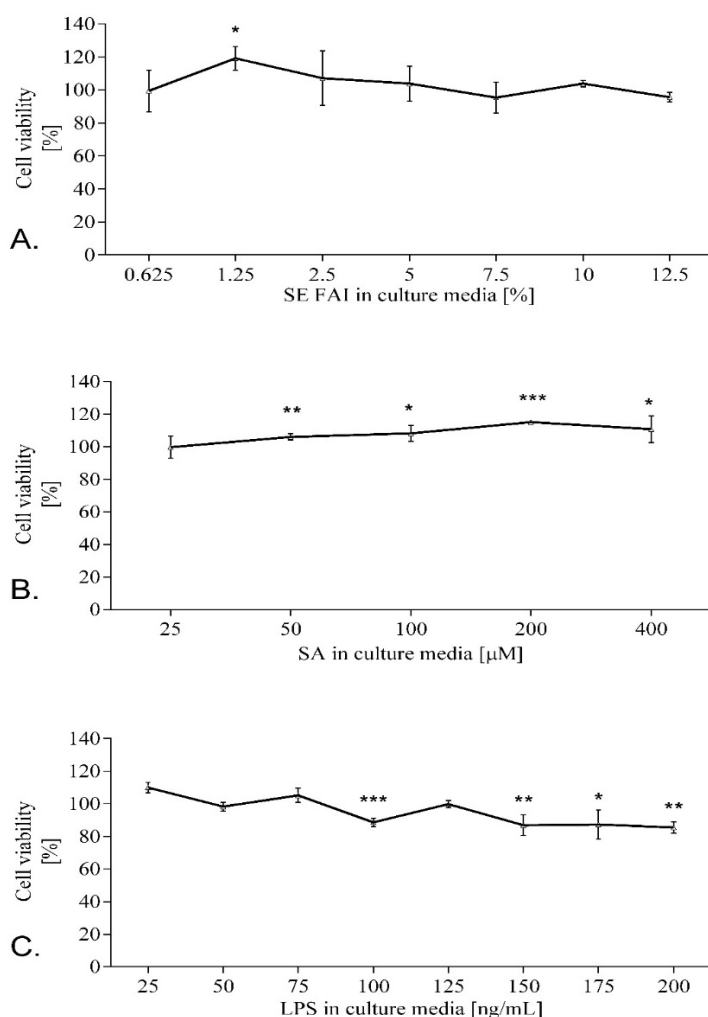 140
120
*
100
80
60
40
20
0
Cell viability
[%]
A.
0.625 1.25 2.5 5 7.5 10 12.5
SE FAI in culture media [%]
140
120
** * *** *
100
80
60
40
20
0
Cell viability
[%]
B.
25 50 100 200 400
SA in culture media [μM]
140
120
100
*** ** * **
80
60
40
20
0
Cell viability
[%]
C.
25 50 75 100 125 150 175 200
LPS in culture media [ng/mL]